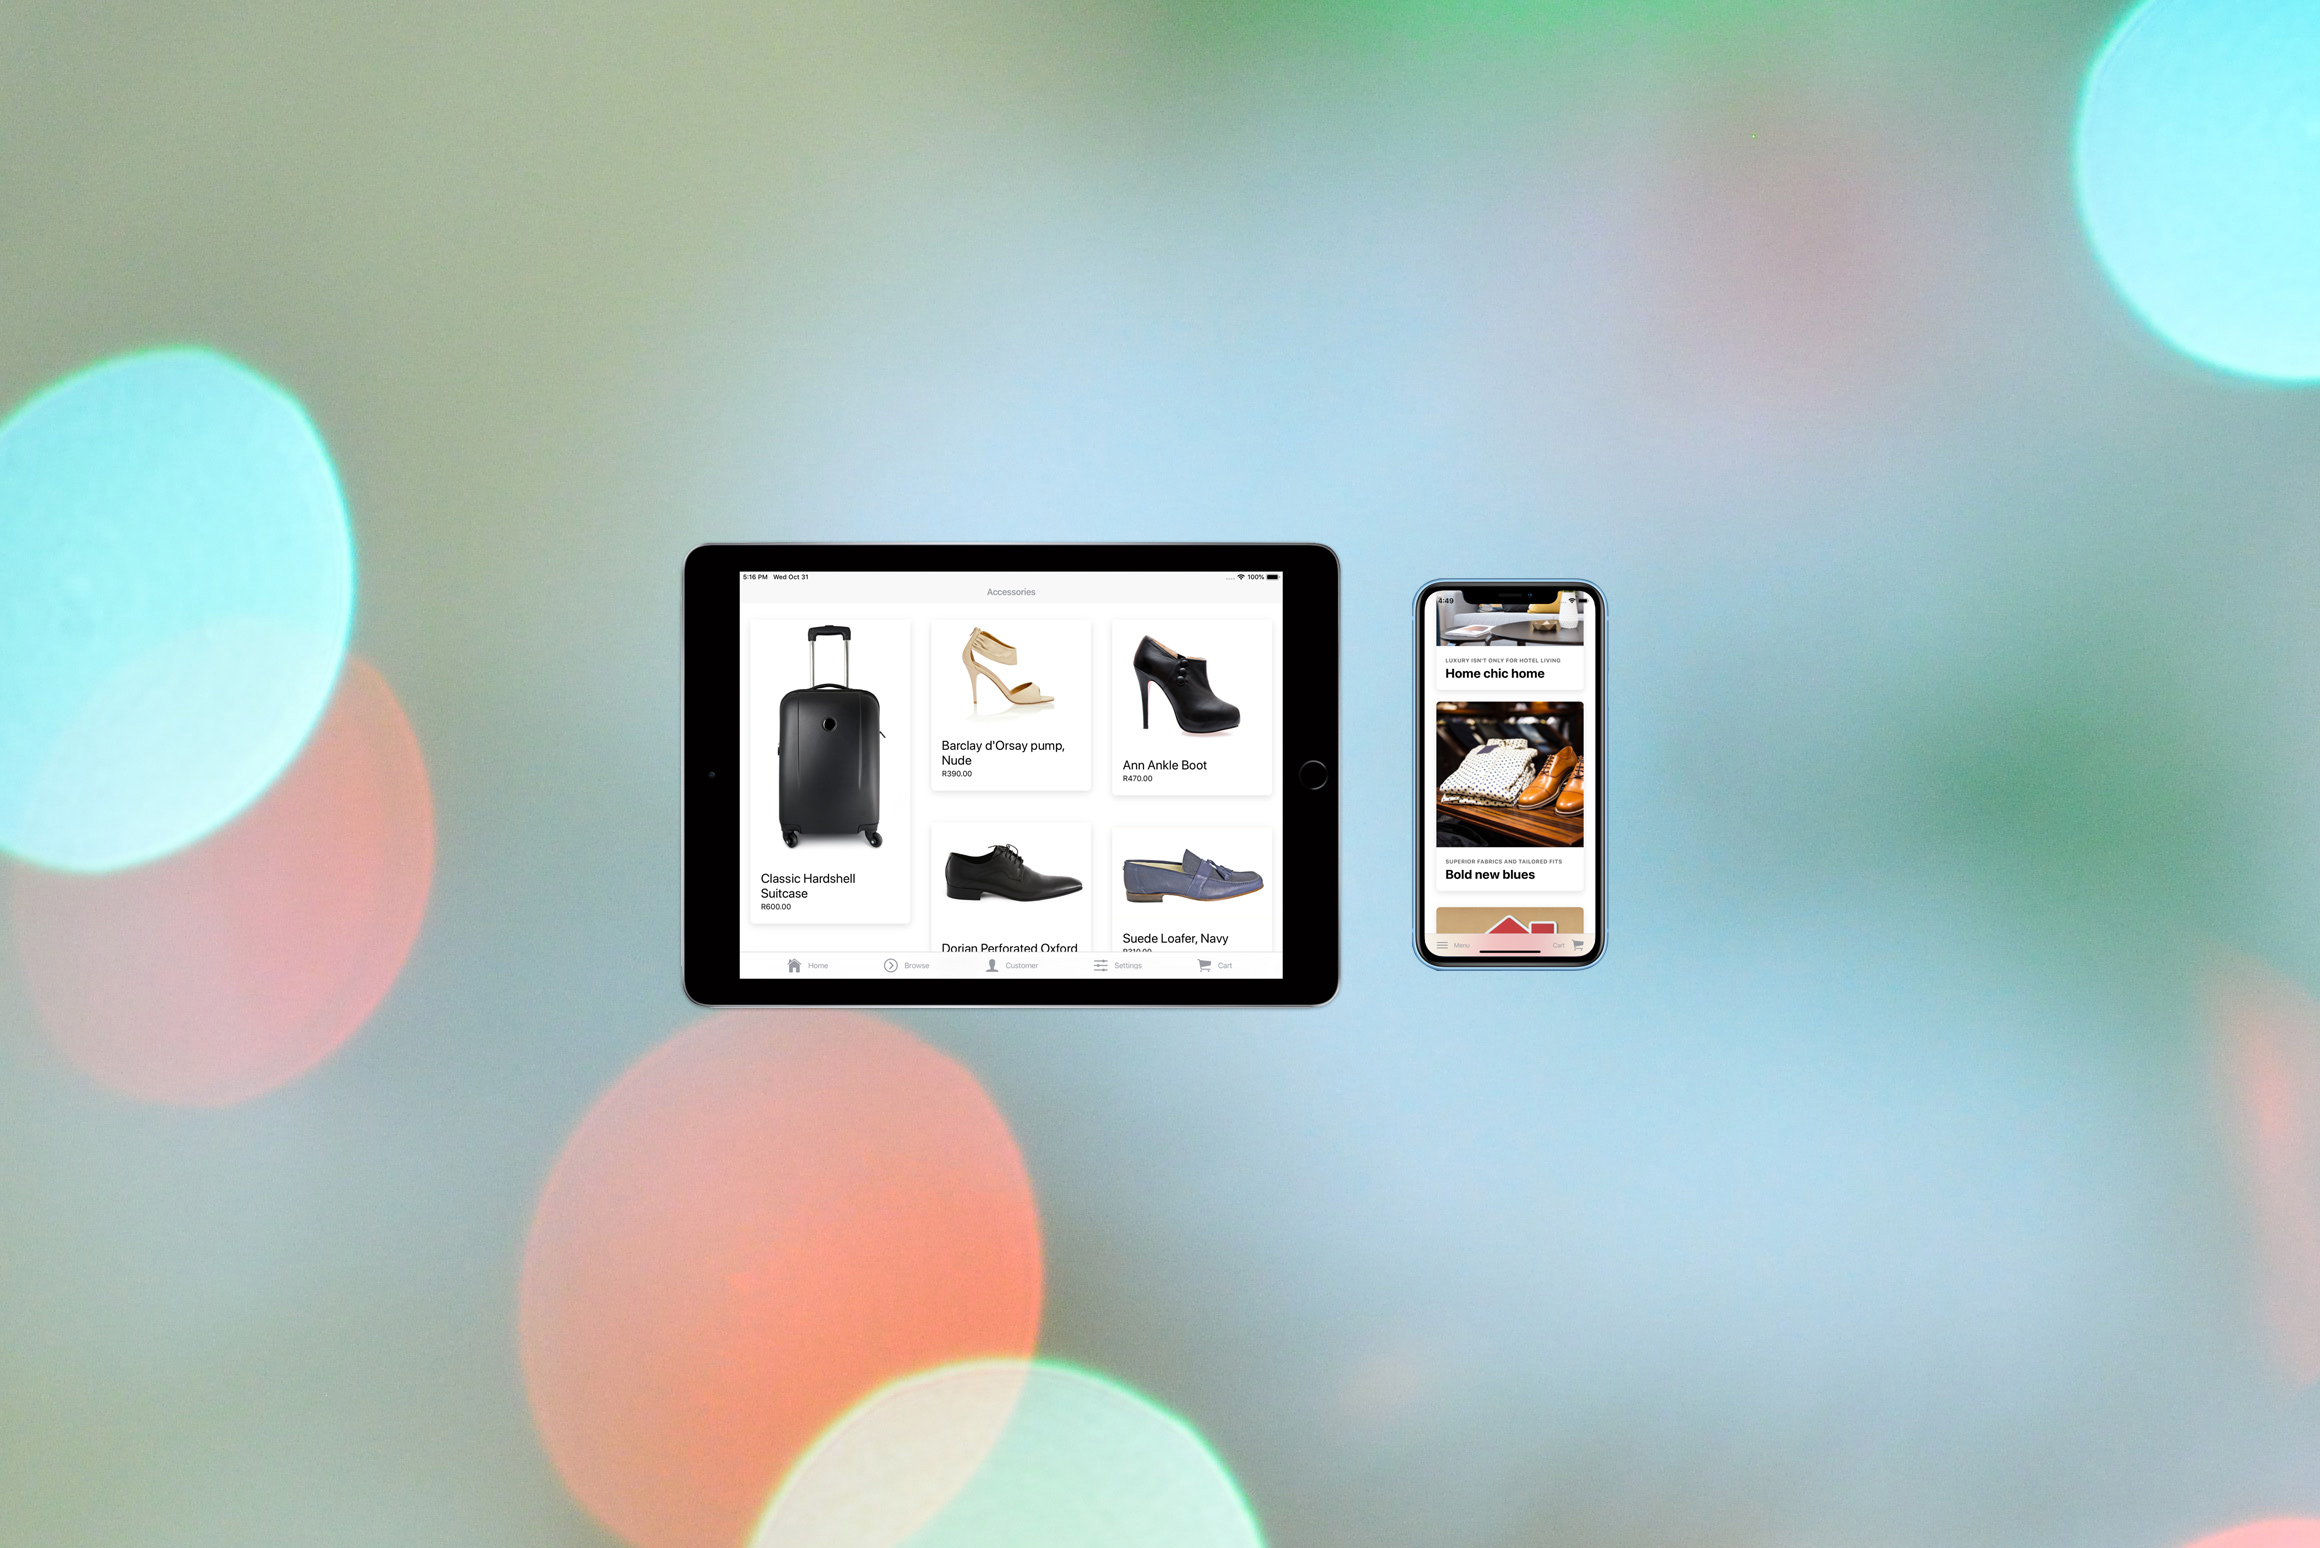 5:16 PM Wed Oct 31
100%
Accessories
Classic Hardshell
Suitcase
R600.00
Barclay d'Orsay pump,
Nude
R390.00
Ann Ankle Boot
R470.00
Dorian Perforated Oxford
Suede Loafer, Navy
R310.00
Home
Browse
Customer
Settings
Cart
4:49
LUXURY ISN'T ONLY FOR HOTEL LIVING
Home chic home
SUPERIOR FABRICS AND TAILORED FITS
Bold new blues
Menu
Cart